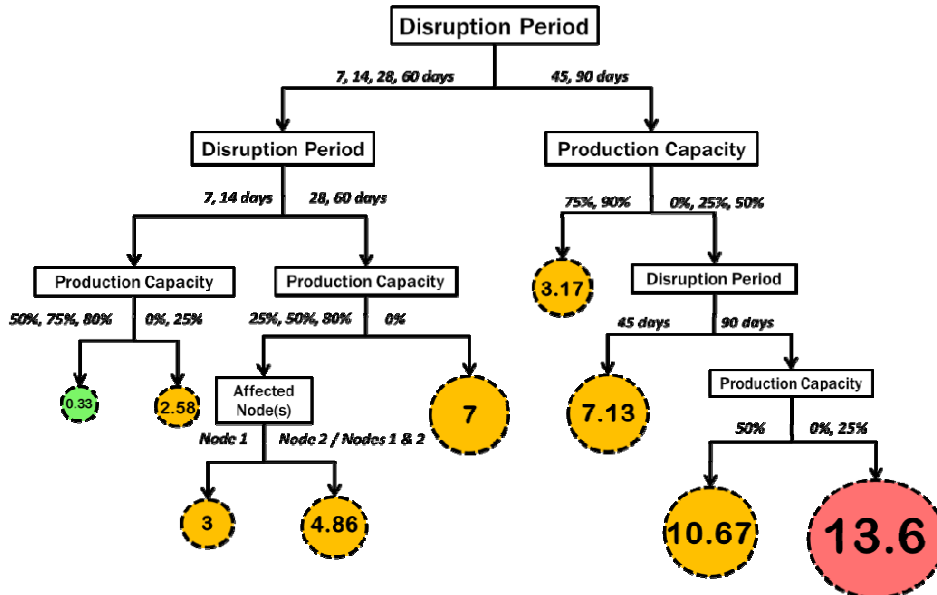 Disruption Period
7, 14, 28, 60 days
45, 90 days
Disruption Period
Production Capacity
7, 14 days
28, 60 days
75%, 90%
0%, 25%, 50%
Production Capacity
Production Capacity
3.17
Disruption Period
50%, 75%, 80%
0%, 25%
25%, 50%, 80%
0%
45 days
90 days
0.33
2.58
Affected
Node(s)
7
7.13
Production Capacity
Node 1
Node 2 / Nodes 1 & 2
50%
0%, 25%
3
4.86
10.67
13.6